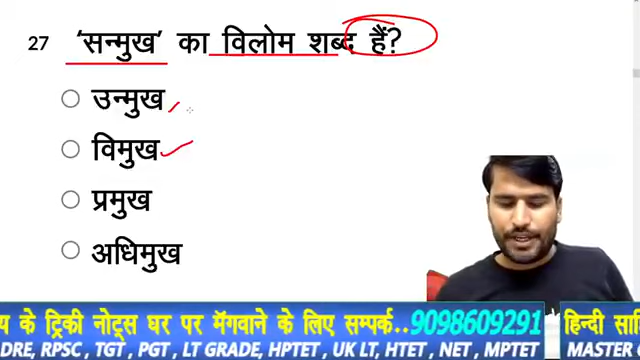 27 'सन्मुख' का विलोम शब्द हैं?
उन्मुख
विमुख
प्रमुख
अधिमुख
य के ट्रिकी नोट्स घर पर मॅगवाने के लिए सम्पर्क..9098609291 हिन्दी साहि
DRE, RPSC , TGT , PGT , LT GRADE, HPTET , UK LT, HTET , NET , MPTET MASTER